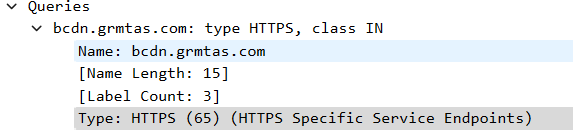 Queries
bcdn.grmtas.com: type HTTPS, class IN
Name: bcdn.grmtas.com
[Name Length: 15]
[Label Count: 3]
Type: HTTPS (65) (HTTPS Specific Service Endpoints)